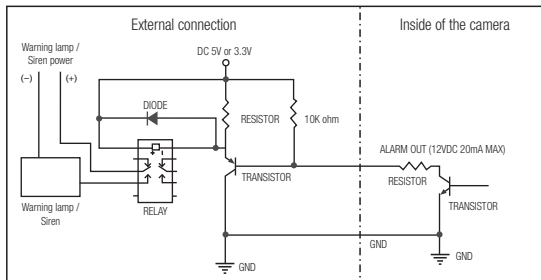 External connection
Inside of the camera
Warning lamp /
Siren power
(−)
(+)
DC 5V or 3.3V
DIODE
RESISTOR
10K ohm
ALARM OUT (12VDC 20mA MAX)
RESISTOR
TRANSISTOR
TRANSISTOR
Warning lamp /
Siren
RELAY
GND
GND
GND